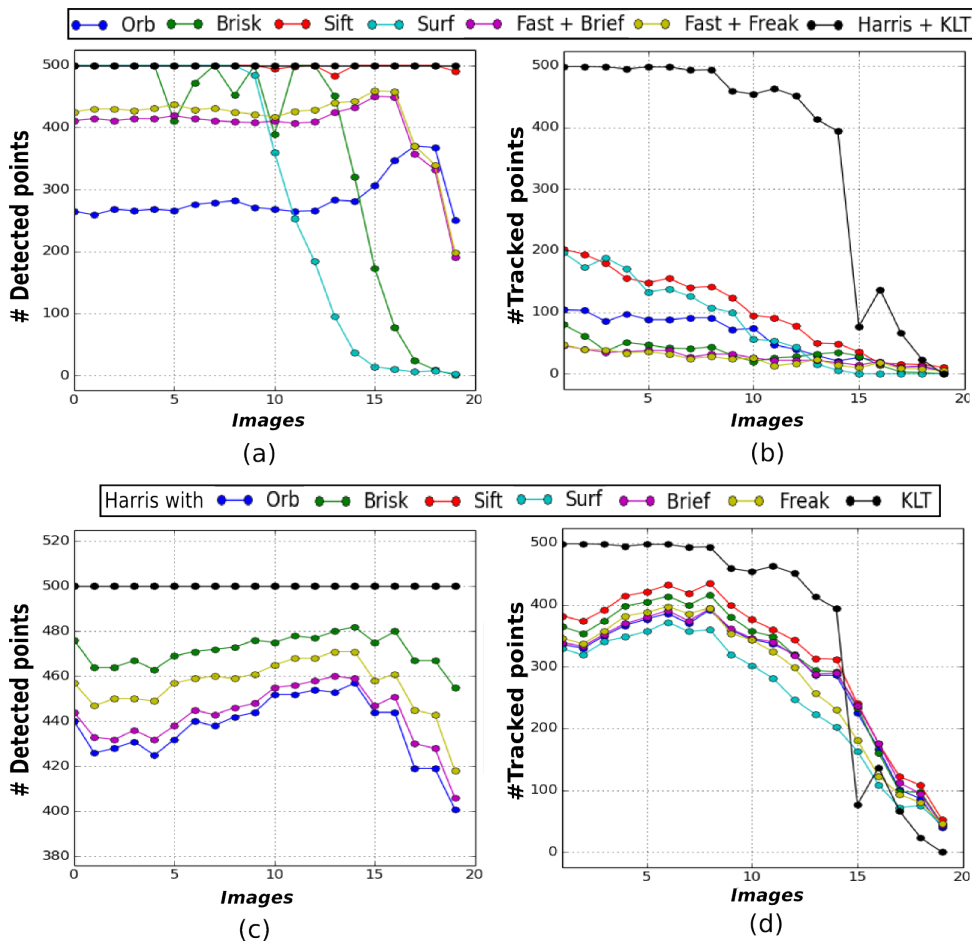 Orb Brisk Sift Surf Fast + Brief Fast + Freak Harris + KLT
500
400
300
200
100
0
0 5 10 15 20
# Detected points
Images
(a)
500
400
300
200
100
0
5 10 15 20
#Tracked points
Images
(b)
Harris with Orb Brisk Sift Surf Brief Freak KLT
520
500
480
460
440
420
400
380
0 5 10 15 20
# Detected points
Images
(c)
500
400
300
200
100
0
5 10 15 20
#Tracked points
Images
(d)